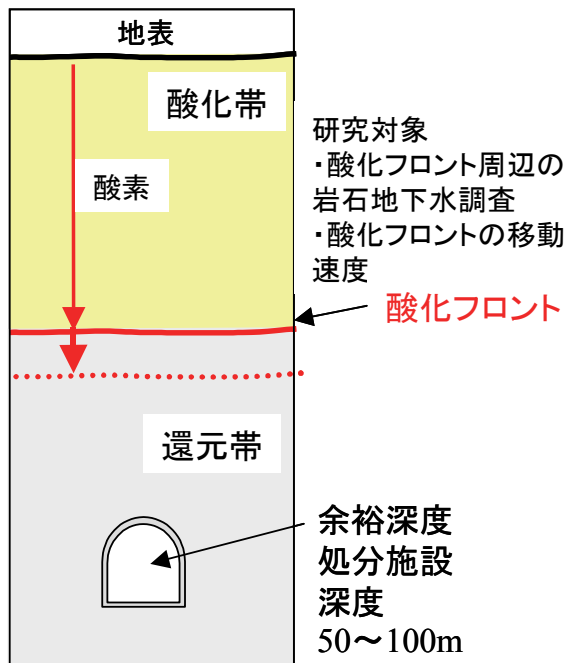 地表
酸化帯
酸素
研究対象
・酸化フロント周辺の
岩石地下水調査
・酸化フロントの移動
速度
酸化フロント
還元帯
余裕深度
処分施設
深度
50～100m